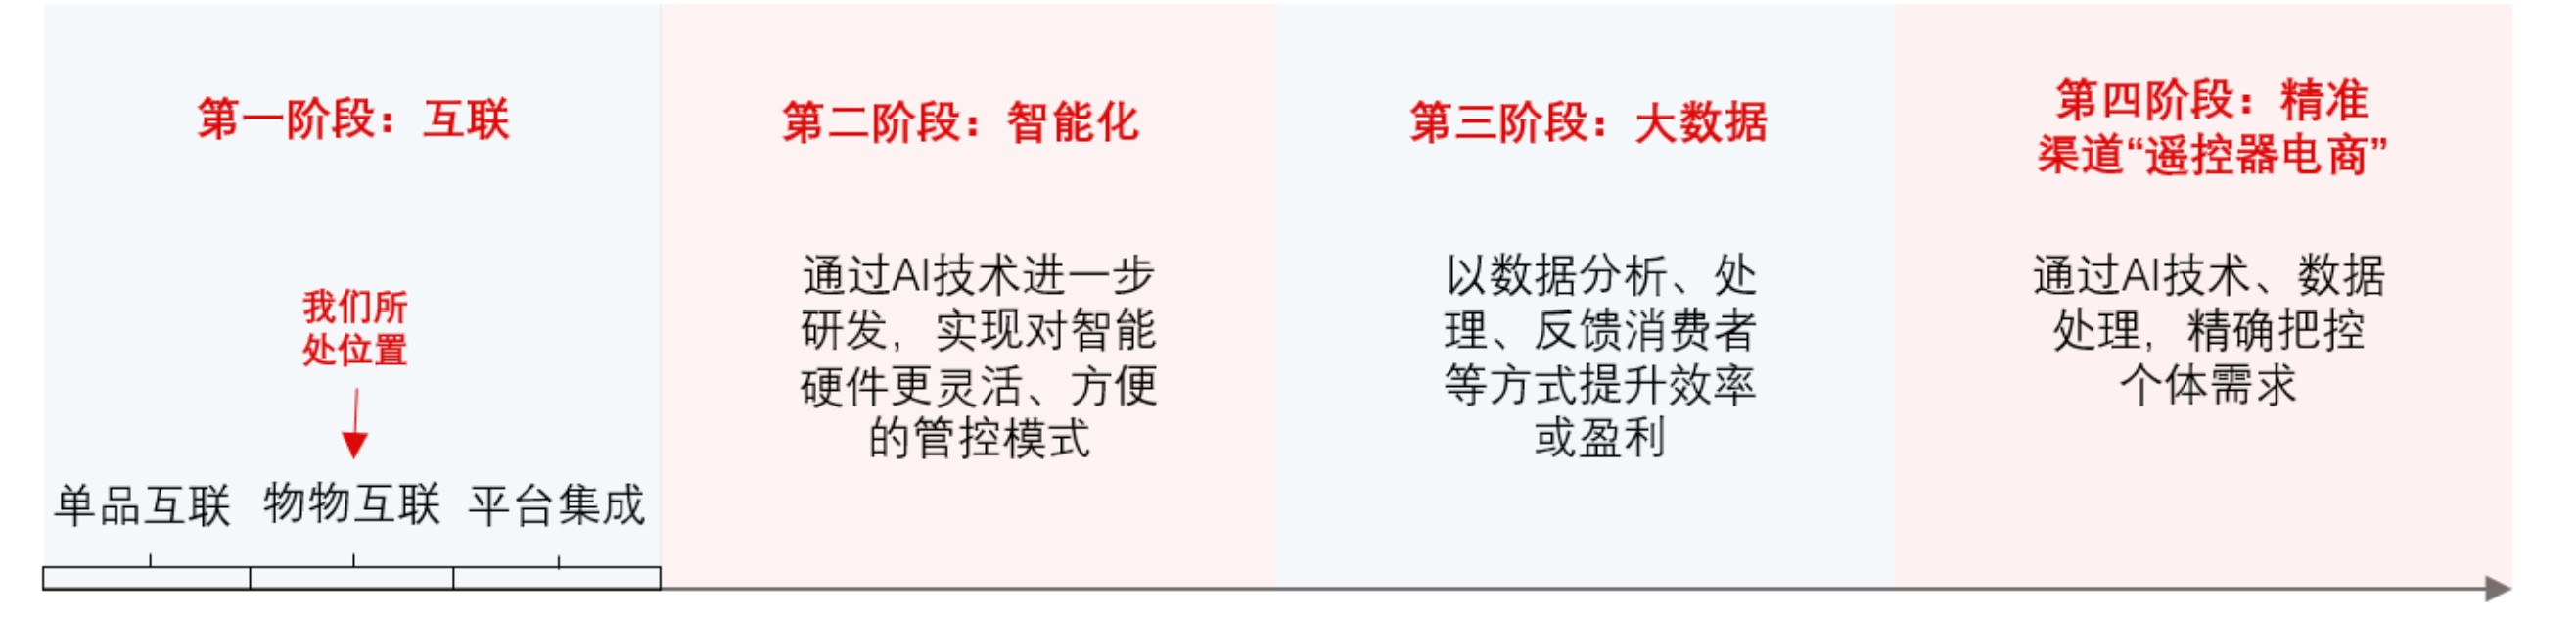 第一阶段：互联
我们所
处位置
单品互联
物物互联
平台集成
第二阶段：智能化
通过AI技术进一步
研发，实现对智能
硬件更灵活、方便
的管控模式
第三阶段：大数据
以数据分析、处
理、反馈消费者
等方式提升效率
或盈利
第四阶段：精准
渠道“遥控器电商”
通过AI技术、数据
处理，精确把控
个体需求